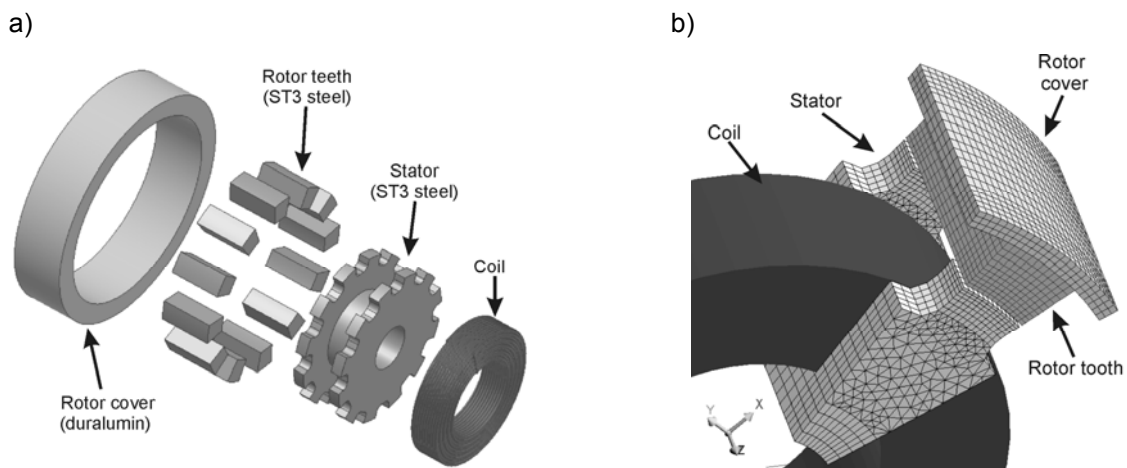 a)
Rotor teeth
(ST3 steel)
Stator
(ST3 steel)
Coil
Rotor cover
(duralumin)
b)
Rotor
cover
Stator
Coil
Rotor tooth
Y
X
Z